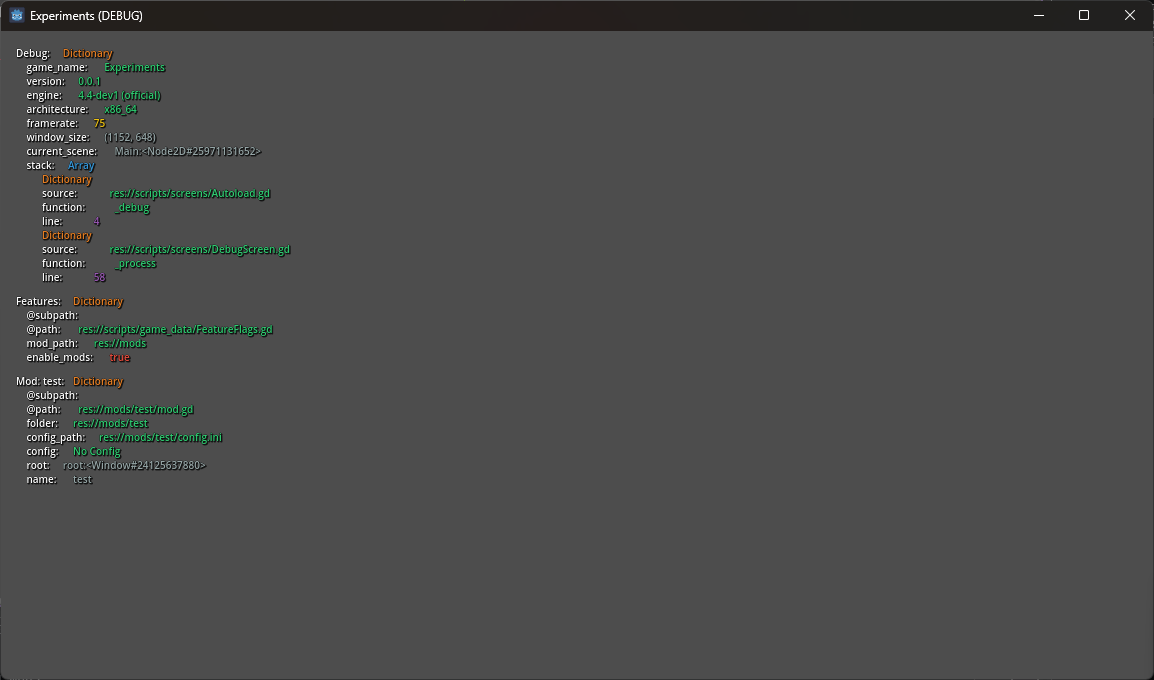 Experiments (DEBUG)
Debug: Dictionary
game_name: Experiments
version: 0.0.1
engine: 4.4-dev1 (official)
architecture: x86_64
framerate: 75
window_size: (1152, 648)
current_scene: Main:<Node2D#25971131652>
stack: Array
Dictionary
source: res://scripts/screens/Autoload.gd
function: _debug
line: 4
Dictionary
source: res://scripts/screens/DebugScreen.gd
function: _process
line: 58
Features: Dictionary
@subpath:
@path: res://scripts/game_data/FeatureFlags.gd
mod_path: res://mods
enable_mods: true
Mod: test: Dictionary
@subpath:
@path: res://mods/test/mod.gd
folder: res://mods/test
config_path: res://mods/test/config.ini
config: No Config
root: root:<Window#24125637880>
name: test